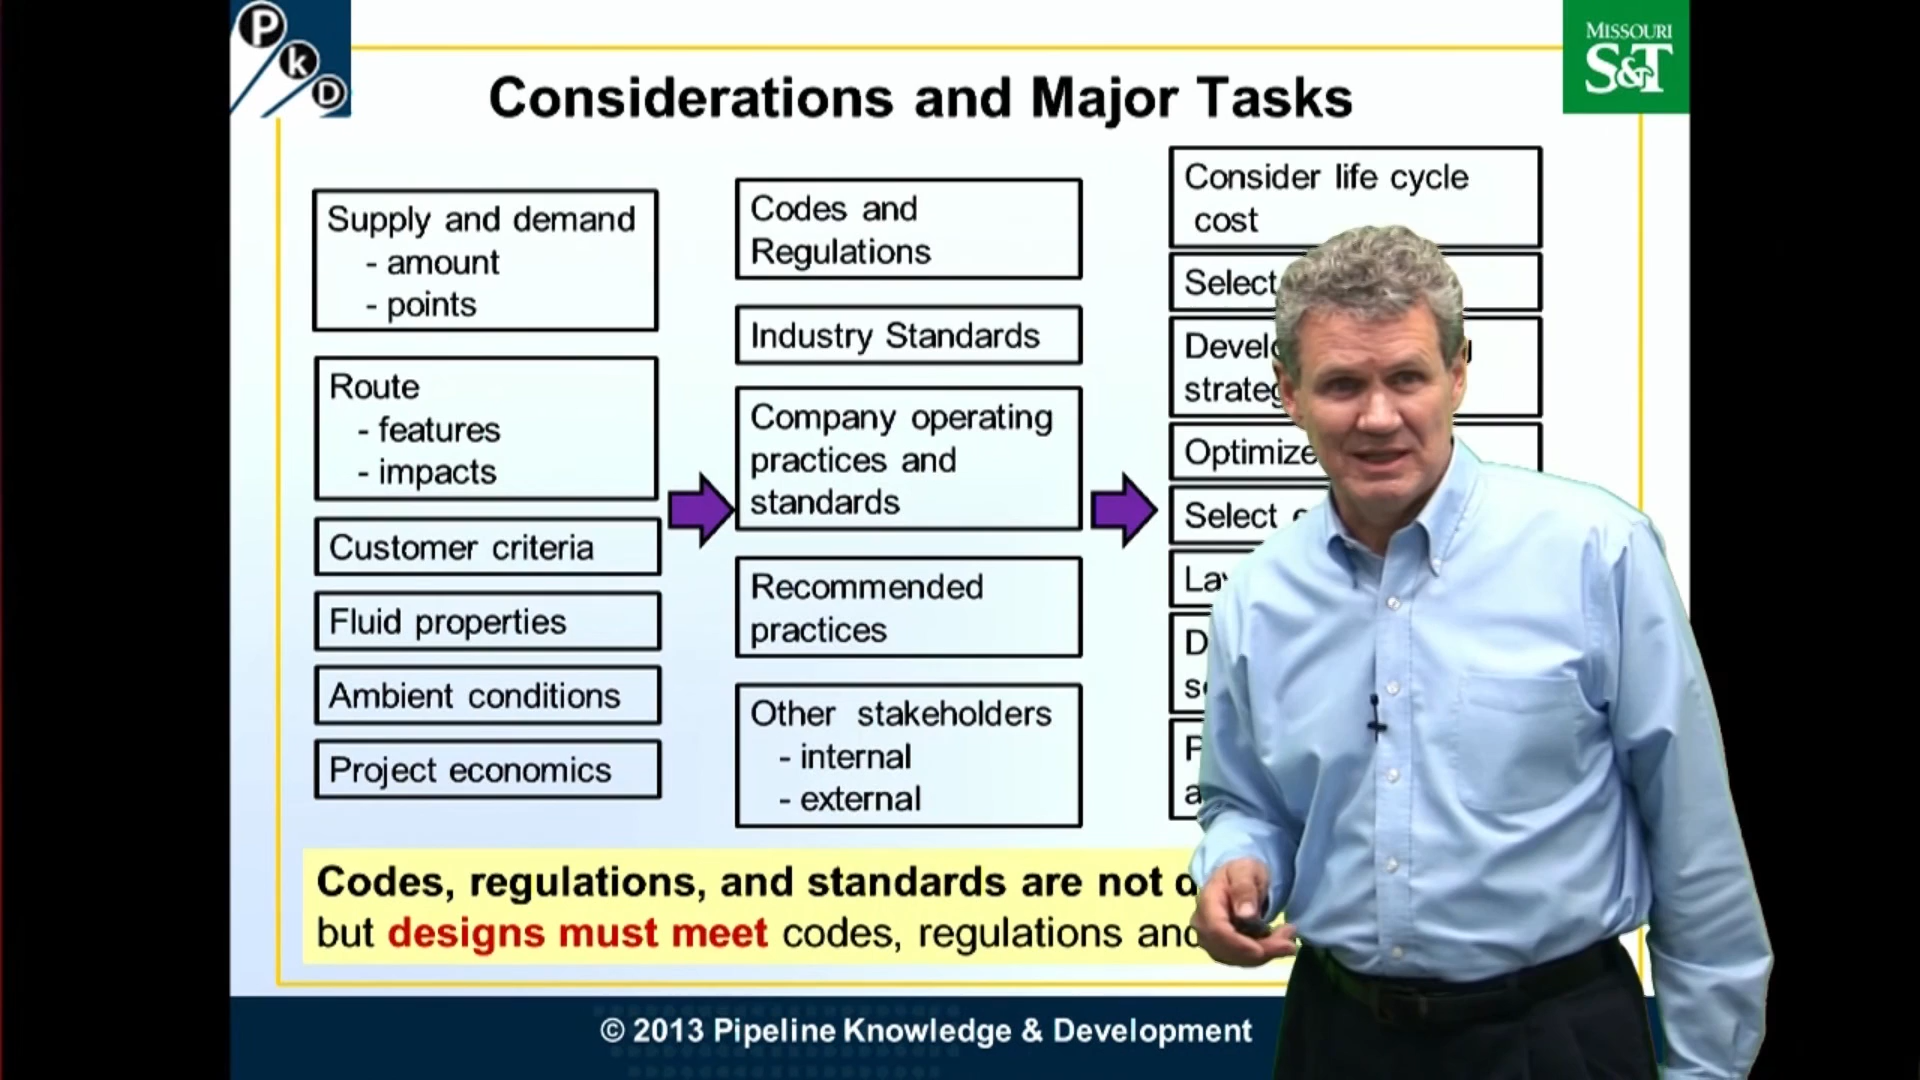 P
k
D
MISSOURI
S&T
Considerations and Major Tasks
Supply and demand
- amount
- points
Route
- features
- impacts
Customer criteria
Fluid properties
Ambient conditions
Project economics
Codes and
Regulations
Industry Standards
Company operating
practices and
standards
Recommended
practices
Other stakeholders
- internal
- external
Consider life cycle
cost
Select
Optimize
Select
Codes, regulations, and standards are not
but designs must meet codes, regulations and
© 2013 Pipeline Knowledge & Development